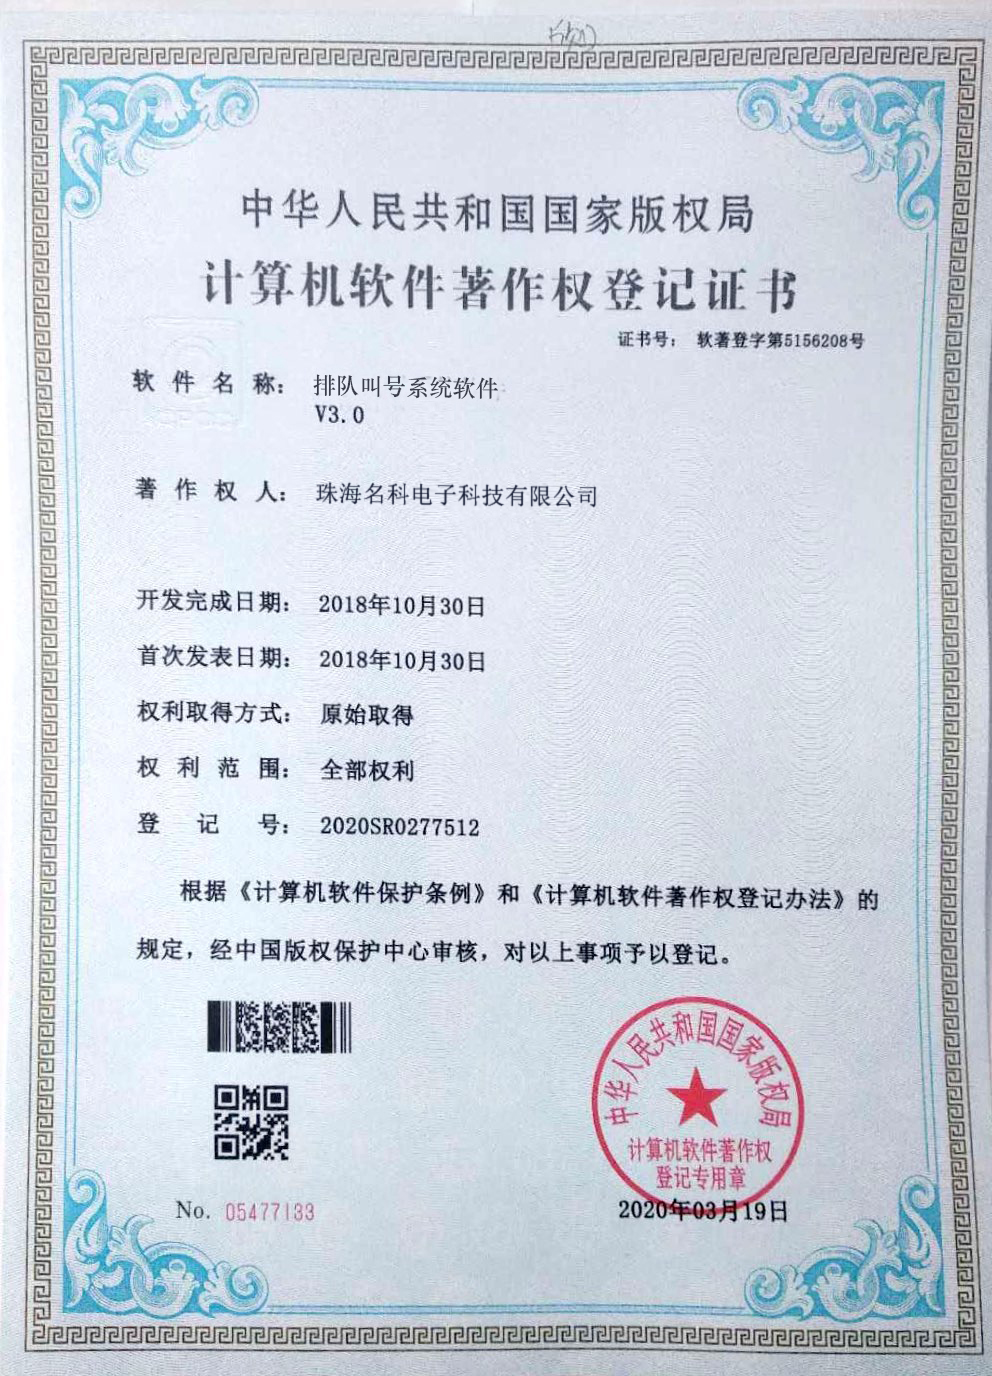 中华人民共和国国家版权局
计算机软件著作权登记证书
证书号： 软著登字第5156208号
软件名称： 排队叫号系统软件
V3.0
著作权人： 珠海名科电子科技有限公司
开发完成日期： 2018年10月30日
首次发表日期： 2018年10月30日
权利取得方式： 原始取得
权利范围： 全部权利
登记号： 2020SR0277512
根据《计算机软件保护条例》和《计算机软件著作权登记办法》的
规定，经中国版权保护中心审核，对以上事项予以登记。
中华人民共和国国家版权局
计算机软件著作权
登记专用章
No. 05477133
2020年03月19日